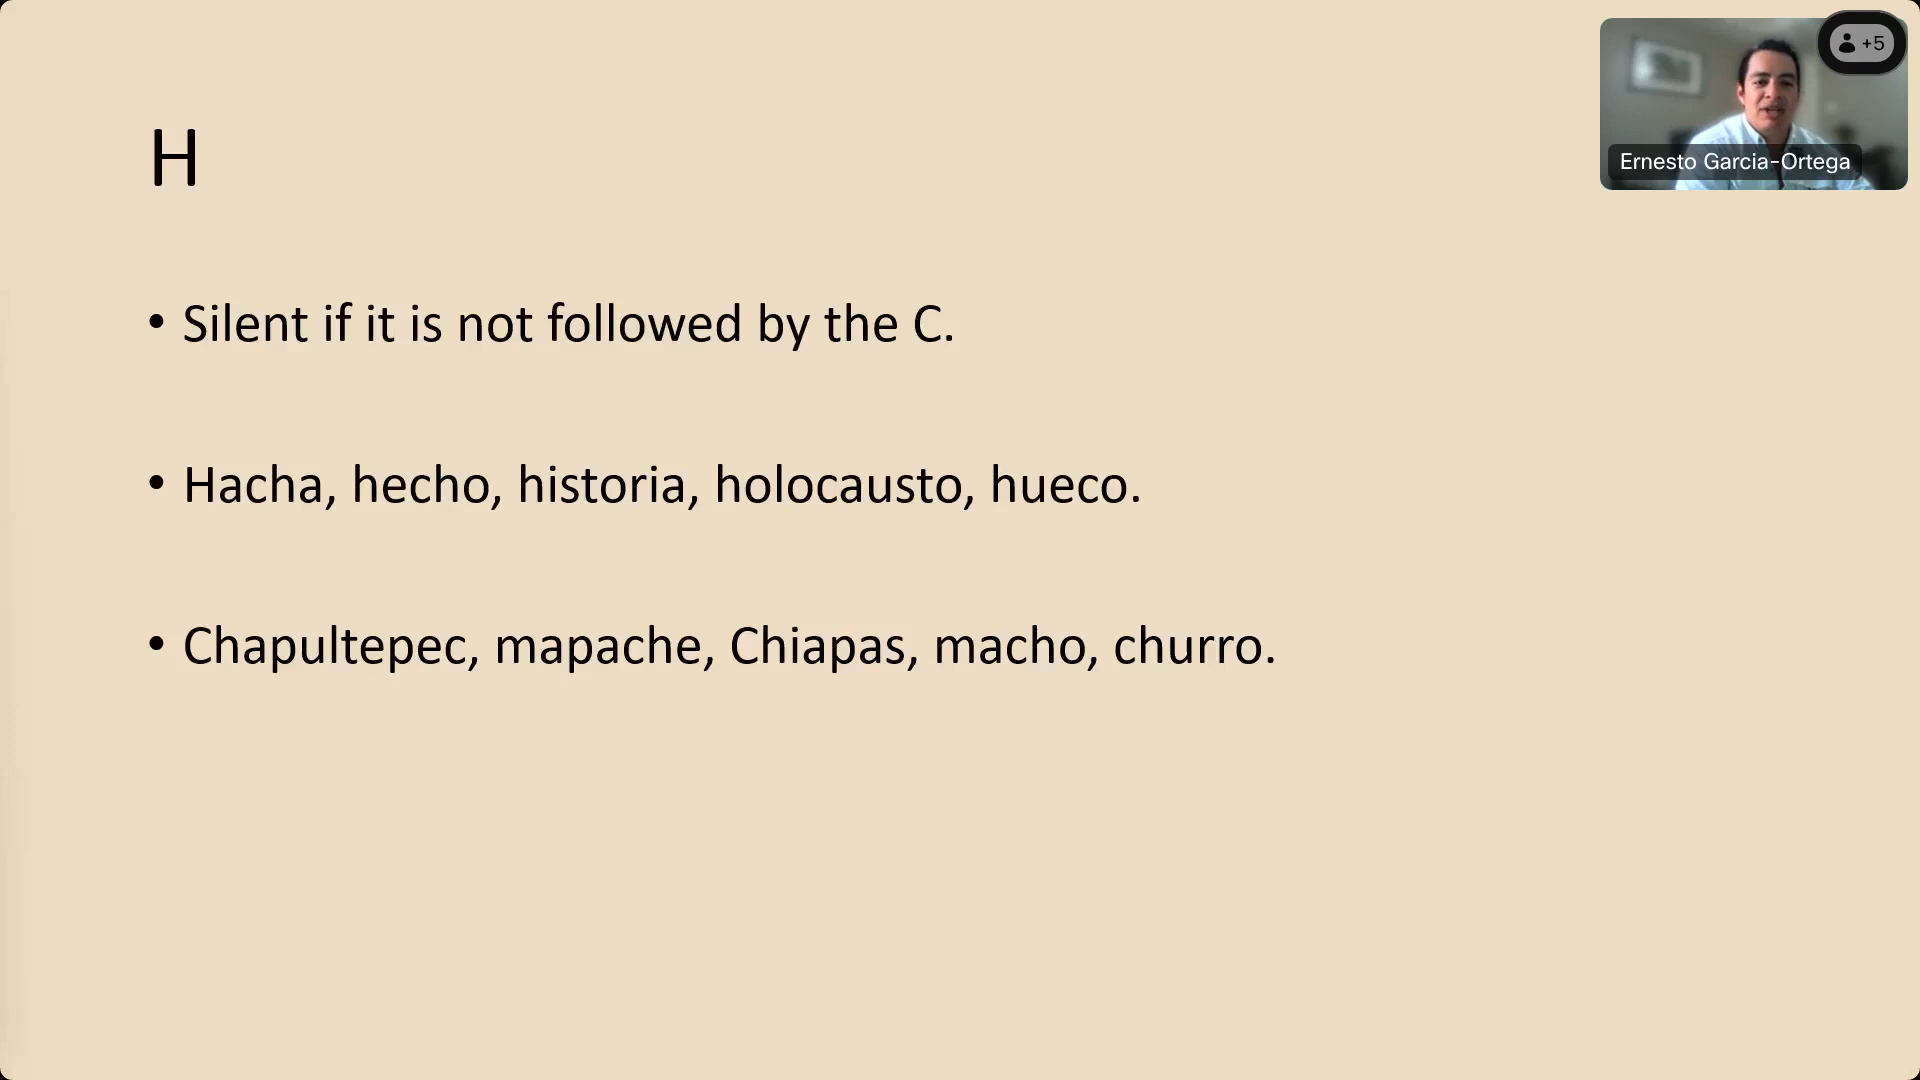 +5
Ernesto Garcia-Ortega
H
• Silent if it is not followed by the C.
• Hacha, hecho, historia, holocausto, hueco.
• Chapultepec, mapache, Chiapas, macho, churro.